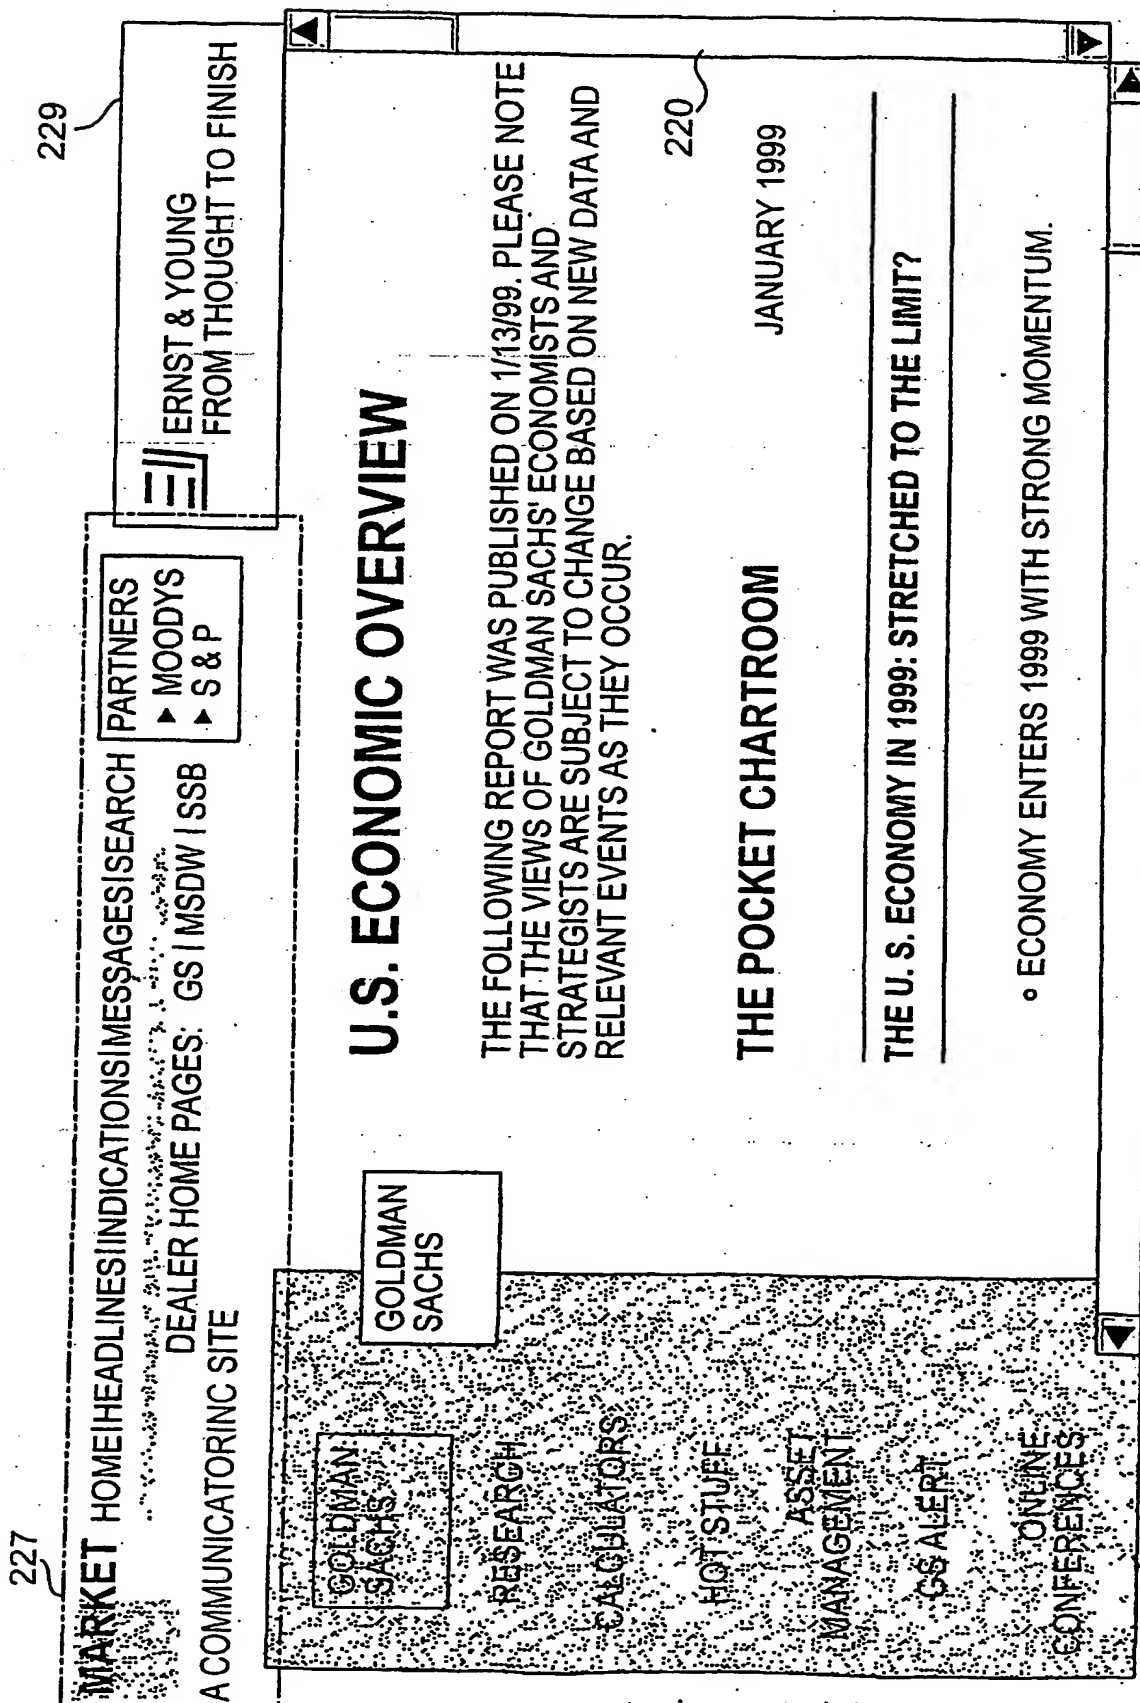 227
229
MARKET HOME|HEADLINES|INDICATIONS|MESSAGES|SEARCH
DEALER HOME PAGES: GS | MSDW | SSB
A COMMUNICATORINC SITE
PARTNERS
▶ MOODYS
▶ S & P
ERNST & YOUNG
FROM THOUGHT TO FINISH
GOLDMAN
SACHS
RESEARCH
CALCULATORS
HOT STUFF
ASSET
MANAGEMENT
GS ALERT
ONLINE
CONFERENCES
GOLDMAN
SACHS
U.S. ECONOMIC OVERVIEW
THE FOLLOWING REPORT WAS PUBLISHED ON 1/13/99. PLEASE NOTE
THAT THE VIEWS OF GOLDMAN SACHS' ECONOMISTS AND
STRATEGISTS ARE SUBJECT TO CHANGE BASED ON NEW DATA AND
RELEVANT EVENTS AS THEY OCCUR.
220
THE POCKET CHARTROOM
JANUARY 1999
THE U. S. ECONOMY IN 1999: STRETCHED TO THE LIMIT?
∘ ECONOMY ENTERS 1999 WITH STRONG MOMENTUM.